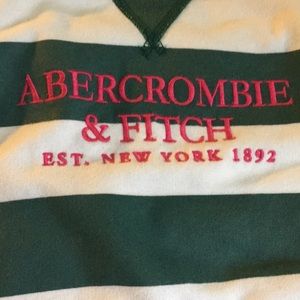 ABERCROMBIE
& FITCH
EST. NEW YORK 1892